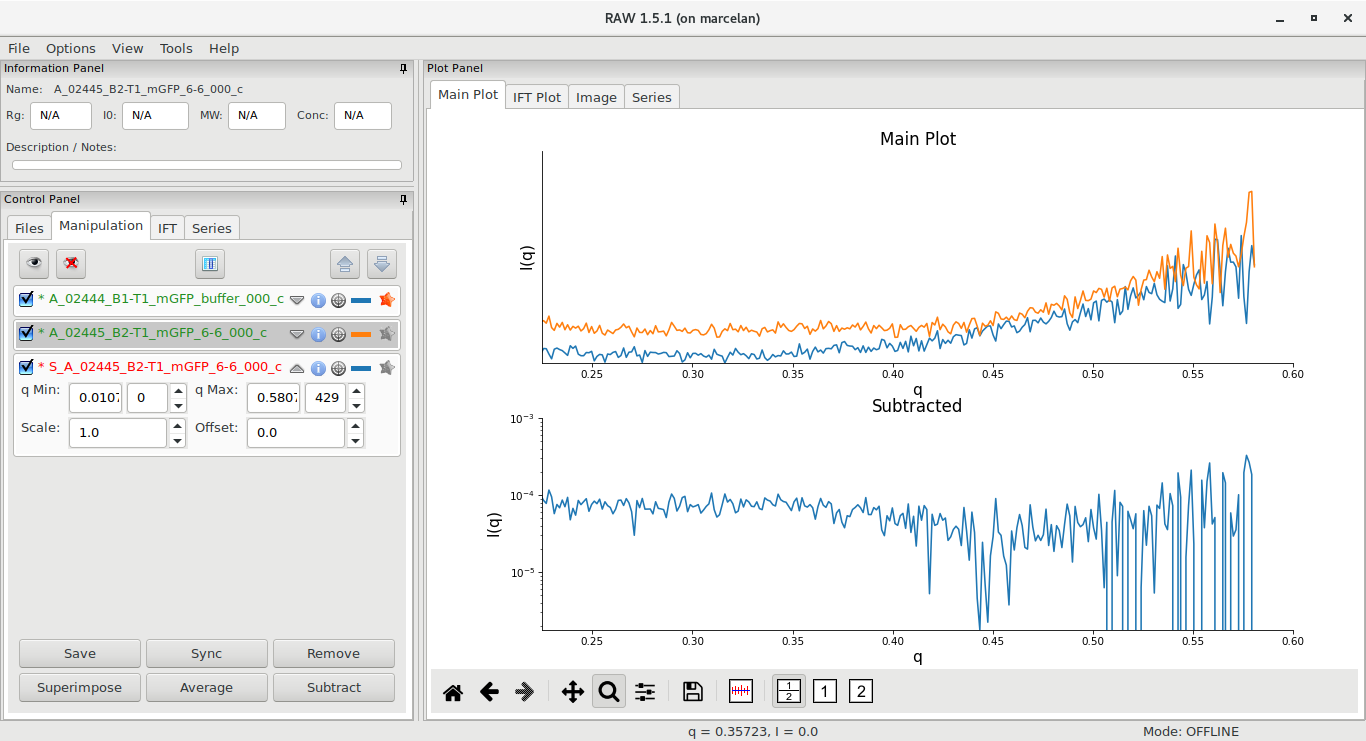 RAW 1.5.1 (on marcelan)
File Options View Tools Help
Information Panel
Name: A_02445_B2-T1_mGFP_6-6_000_c
Rg: N/A I0: N/A MW: N/A Conc: N/A
Description / Notes:
Control Panel
Files Manipulation IFT Series
* A_02444_B1-T1_mGFP_buffer_000_c
* A_02445_B2-T1_mGFP_6-6_000_c
* S_A_02445_B2-T1_mGFP_6-6_000_c
q Min: 0.0107 0 q Max: 0.5807 429
Scale: 1.0 Offset: 0.0
Save Sync Remove
Superimpose Average Subtract
Plot Panel
Main Plot IFT Plot Image Series
Main Plot
I(q)
0.25 0.30 0.35 0.40 0.45 0.50 0.55 0.60
q
Subtracted
10⁻³
10⁻⁴
10⁻⁵
I(q)
0.25 0.30 0.35 0.40 0.45 0.50 0.55 0.60
q
1 2 1 2
q = 0.35723, I = 0.0 Mode: OFFLINE